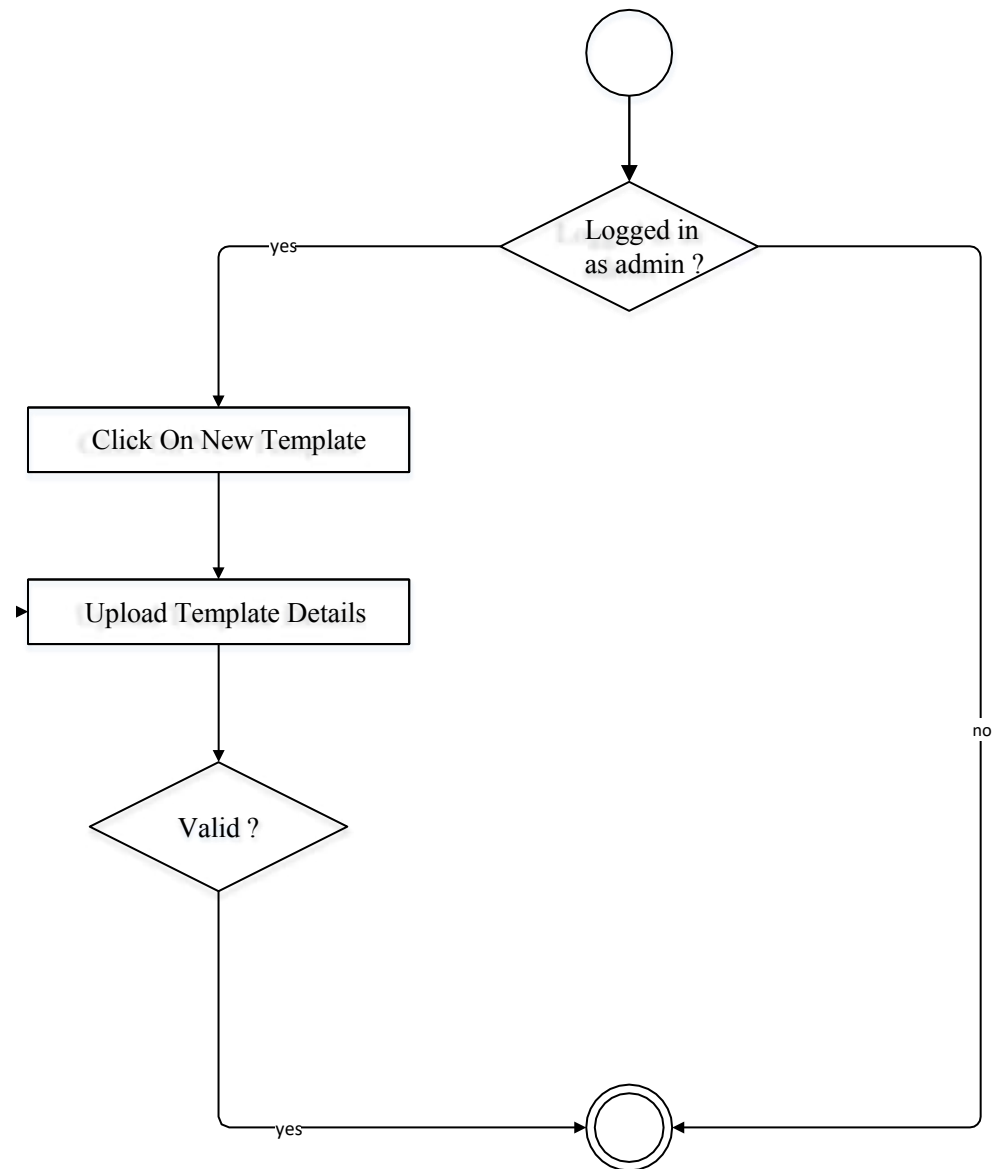 Logged in
as admin ?
yes
Click On New Template
Upload Template Details
no
Valid ?
yes